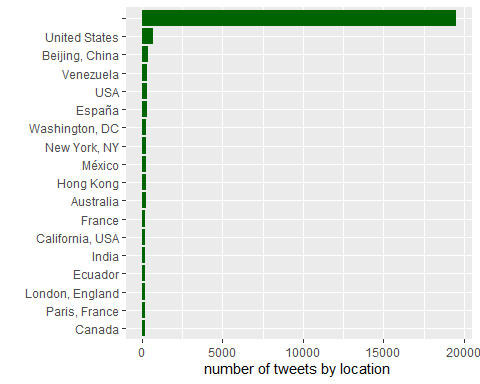 United States
Beijing, China
Venezuela
USA
España
Washington, DC
New York, NY
México
Hong Kong
Australia
France
California, USA
India
Ecuador
London, England
Paris, France
Canada
0 5000 10000 15000 20000
number of tweets by location